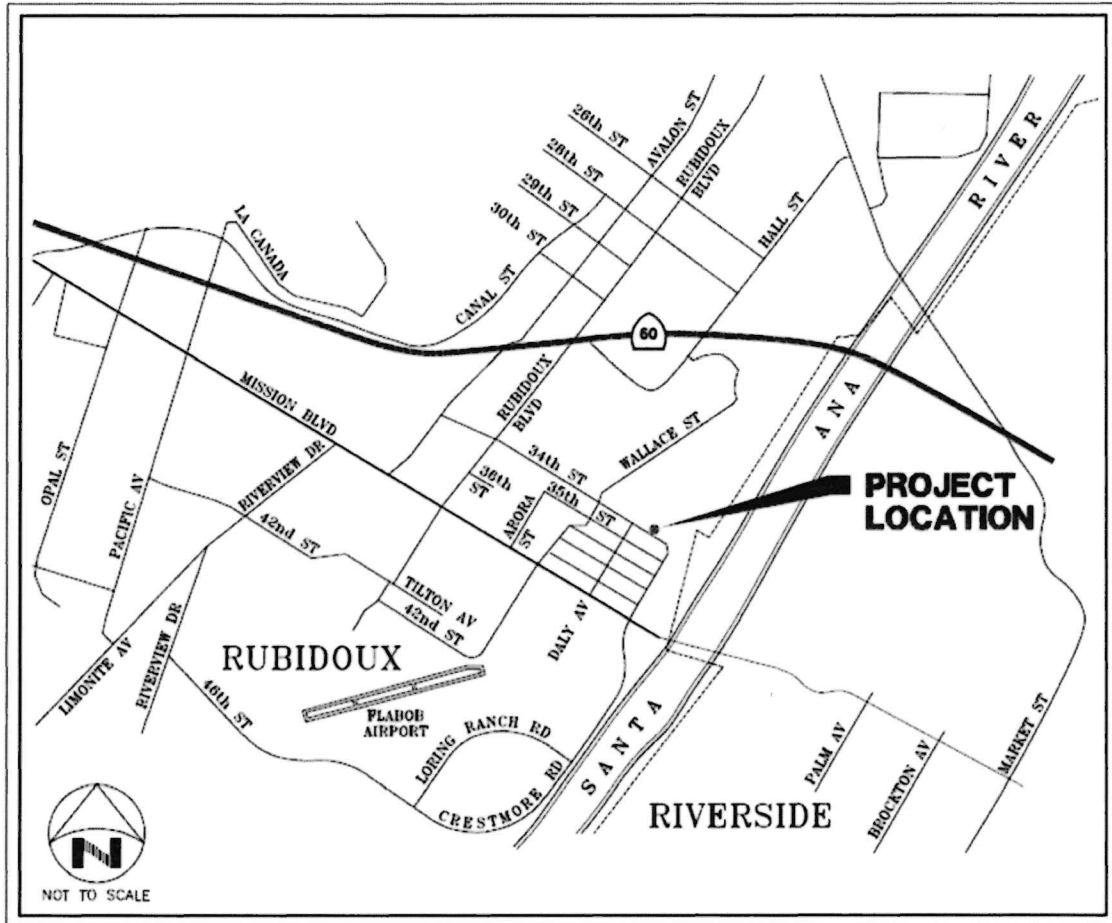 26th ST
28th ST
29th ST
30th ST
AVALON ST
RUBIDOUX
BLVD
HALL ST
RIVER
LA CANADA
CANAL ST
60
ANA
MISSION BLVD
RUBIDOUX
BLVD
WALLACE ST
OPAL ST
PACIFIC AV
RIVERVIEW DR
34th ST
35th ST
36th
ST
ARORA
ST
PROJECT
LOCATION
42nd ST
TILTON AV
42nd ST
DALY AV
RUBIDOUX
LIMONITE AV
RIVERVIEW DR
46th ST
FLABOB
AIRPORT
LORING RANCH RD
CRESTMORE RD
SANTA
PALM AV
BROCKTON AV
MARKET ST
RIVERSIDE
N
NOT TO SCALE